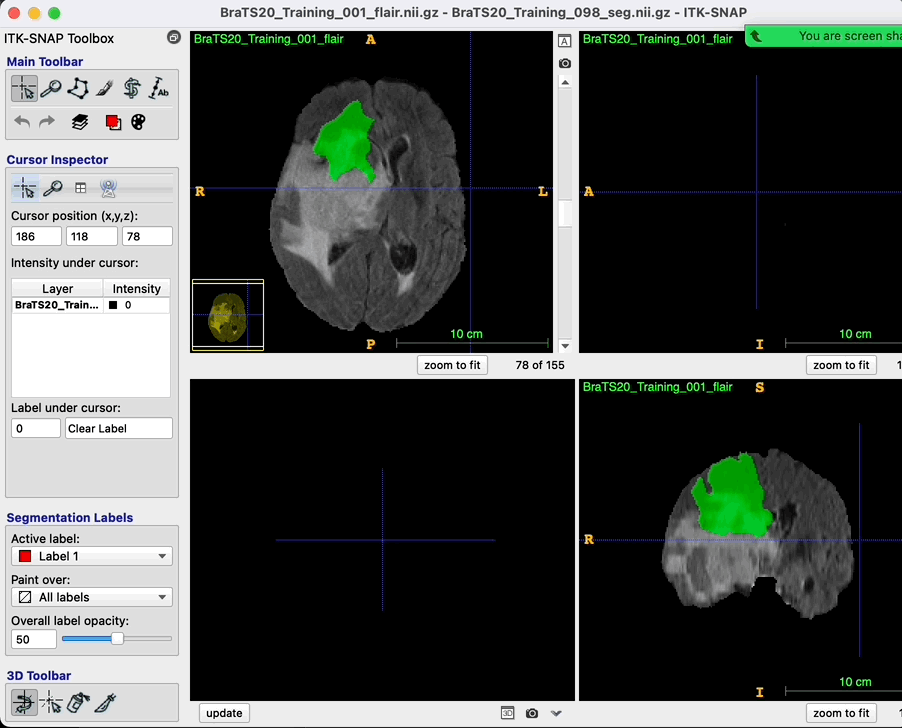 BraTS20_Training_001_flair.nii.gz - BraTS20_Training_098_seg.nii.gz - ITK-SNAP
ITK-SNAP Toolbox
Main Toolbar
Ab
Cursor Inspector
Cursor position (x,y,z):
186 118 78
Intensity under cursor:
Layer Intensity
BraTS20_Train... 0
Label under cursor:
0 Clear Label
Segmentation Labels
Active label:
Label 1
Paint over:
All labels
Overall label opacity:
50
3D Toolbar
BraTS20_Training_001_flair A
A
R L
10 cm
P
zoom to fit 78 of 155
BraTS20_Training_001_flair
You are screen sha
A
10 cm
I
zoom to fit 1
update
3D
BraTS20_Training_001_flair S
R
10 cm
I
zoom to fit 1